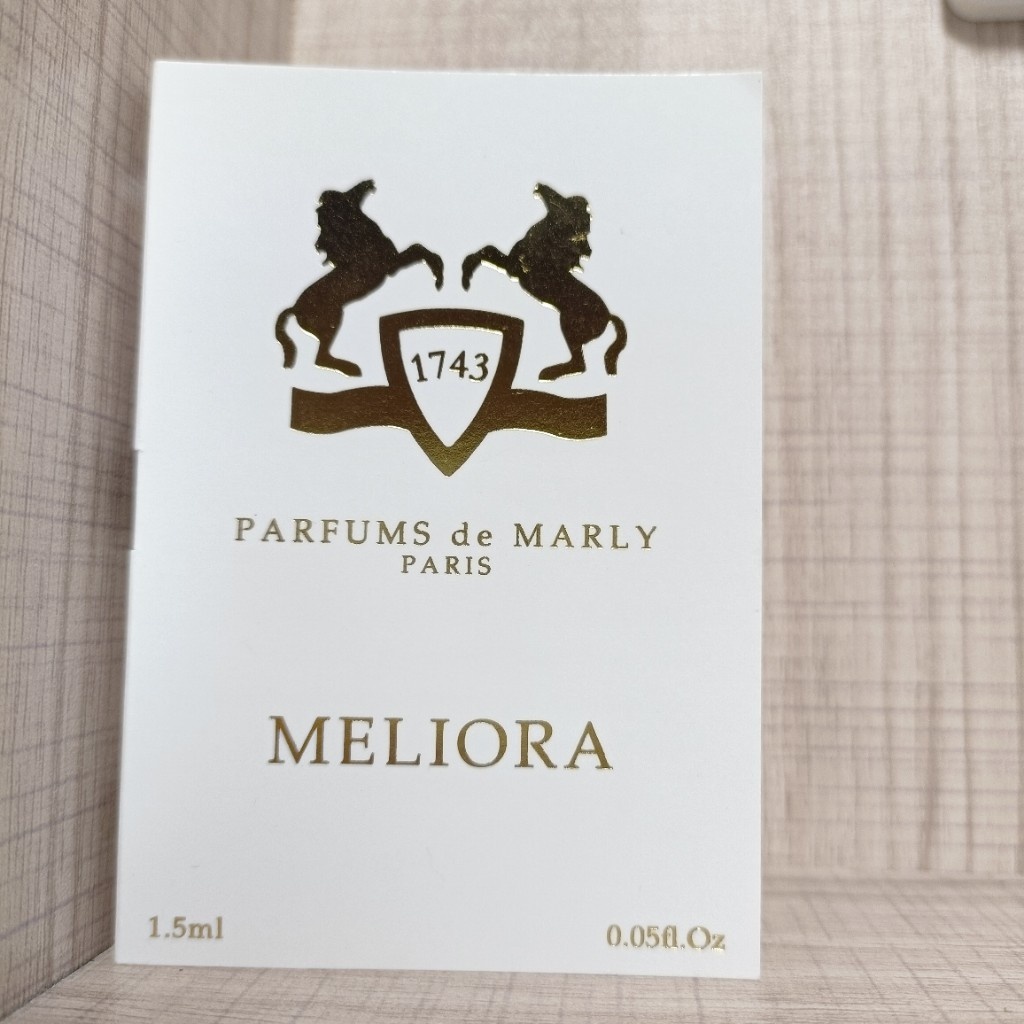 1743
PARFUMS de MARLY
PARIS
MELIORA
1.5ml
0.05fl.Oz